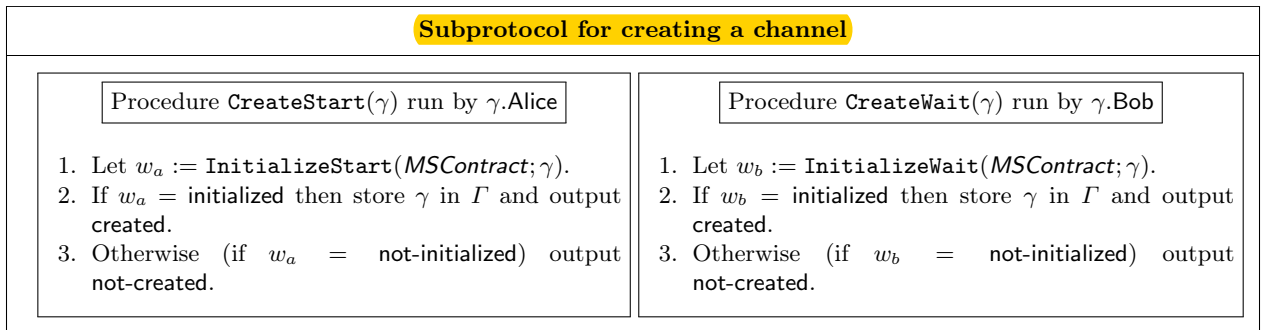 Subprotocol for creating a channel
Procedure CreateStart(γ) run by γ.Alice
1. Let wₐ := InitializeStart(MSContract; γ).
2. If wₐ = initialized then store γ in Γ and output
created.
3. Otherwise (if wₐ = not-initialized) output
not-created.
Procedure CreateWait(γ) run by γ.Bob
1. Let w_b := InitializeWait(MSContract; γ).
2. If w_b = initialized then store γ in Γ and output
created.
3. Otherwise (if w_b = not-initialized) output
not-created.